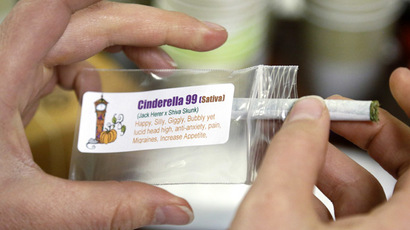 Cinderella 99 (Sativa)
(Jack Herer x Shiva Skunk)
Happy, Silly, Giggly, Bubbly yet
lucid head high, anti-anxiety, pain,
Migraines, increase Appetite,